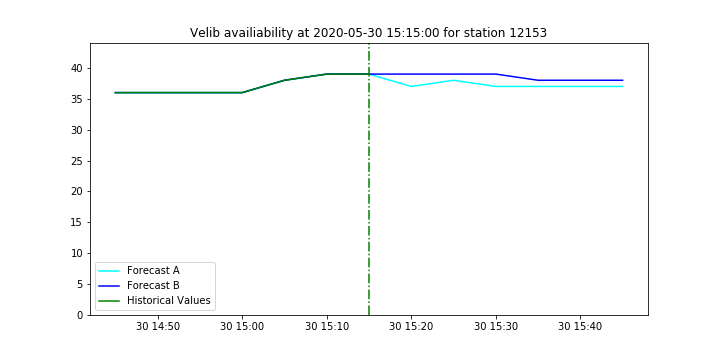 Velib availiability at 2020-05-30 15:15:00 for station 12153
40
35
30
25
20
15
10
5
0
Forecast A
Forecast B
Historical Values
30 14:50 30 15:00 30 15:10 30 15:20 30 15:30 30 15:40